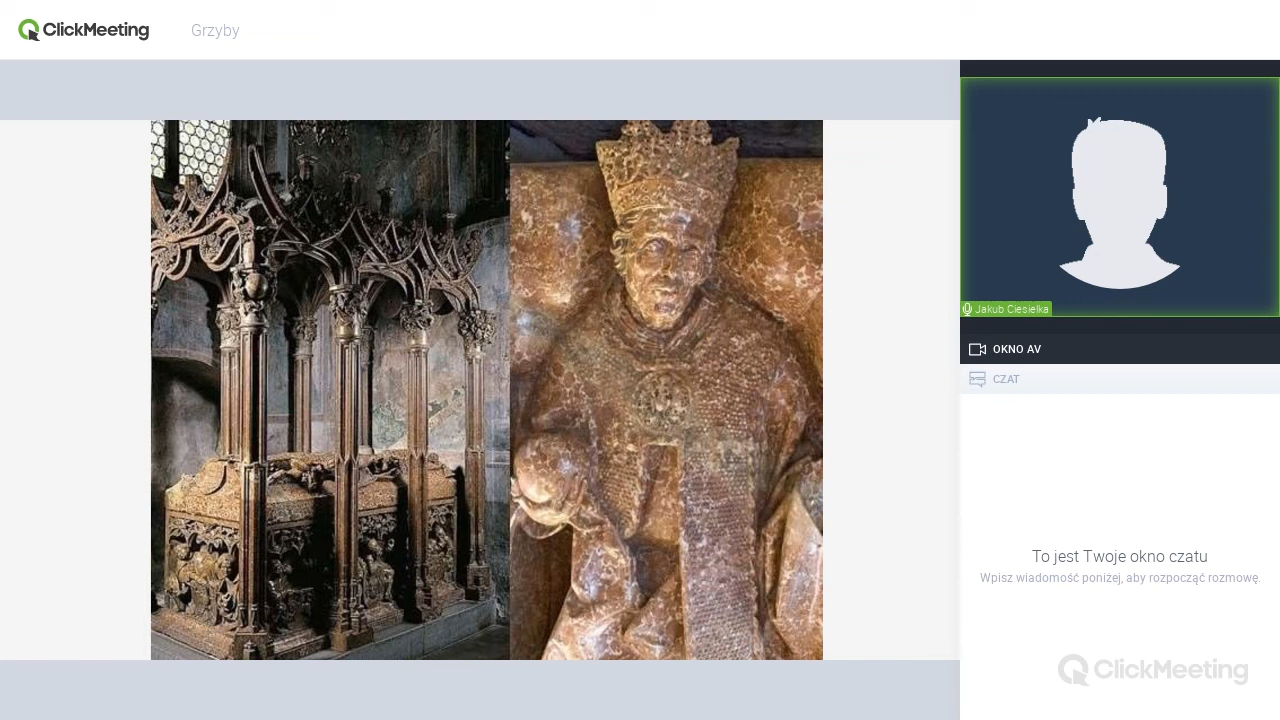 ClickMeeting
Grzyby
Jakub Ciesielka
OKNO AV
CZAT
To jest Twoje okno czatu
Wpisz wiadomość poniżej, aby rozpocząć rozmowę.
ClickMeeting